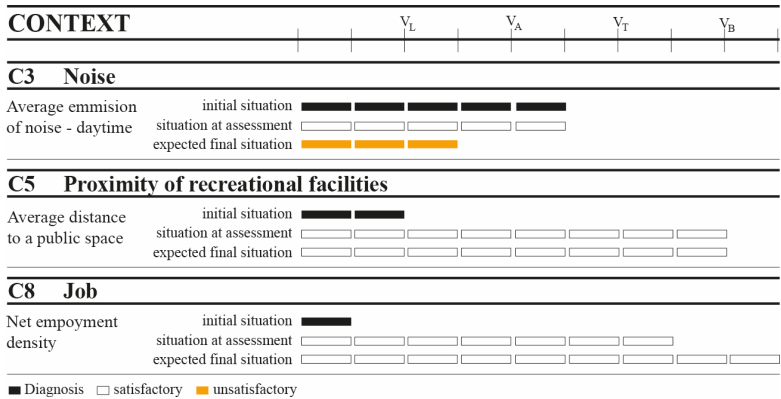 CONTEXT
VL VA VT VB
C3 Noise
Average emmision
of noise - daytime
initial situation
situation at assessment
expected final situation
C5 Proximity of recreational facilities
Average distance
to a public space
initial situation
situation at assessment
expected final situation
C8 Job
Net empoyment
density
initial situation
situation at assessment
expected final situation
Diagnosis satisfactory unsatisfactory